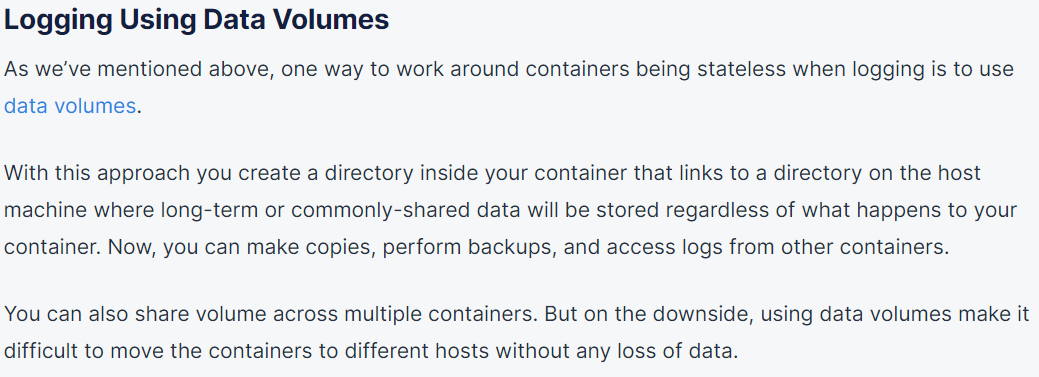 Logging Using Data Volumes
As we’ve mentioned above, one way to work around containers being stateless when logging is to use
data volumes.
With this approach you create a directory inside your container that links to a directory on the host
machine where long-term or commonly-shared data will be stored regardless of what happens to your
container. Now, you can make copies, perform backups, and access logs from other containers.
You can also share volume across multiple containers. But on the downside, using data volumes make it
difficult to move the containers to different hosts without any loss of data.